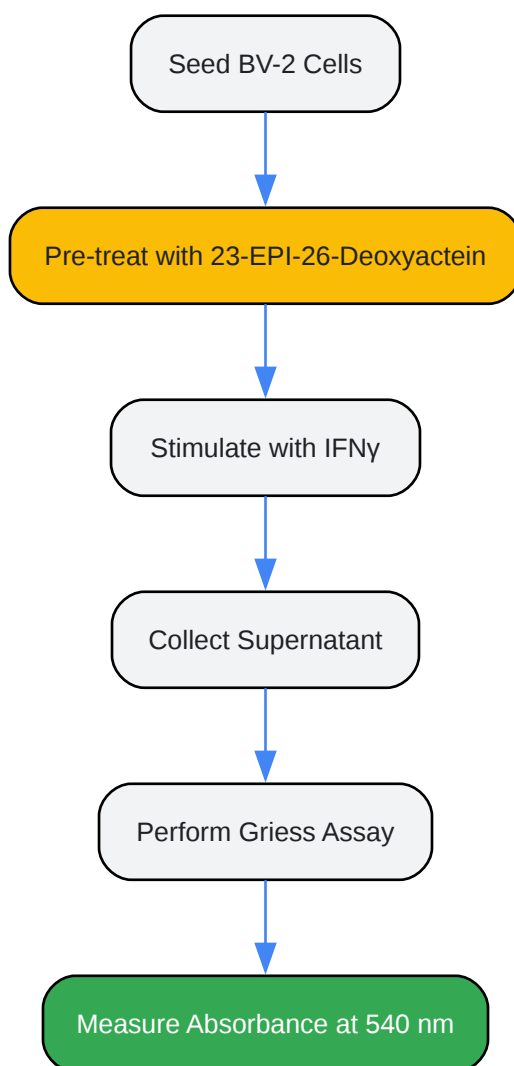 Seed BV-2 Cells
Pre-treat with 23-EPI-26-Deoxyactein
Stimulate with IFNγ
Collect Supernatant
Perform Griess Assay
Measure Absorbance at 540 nm